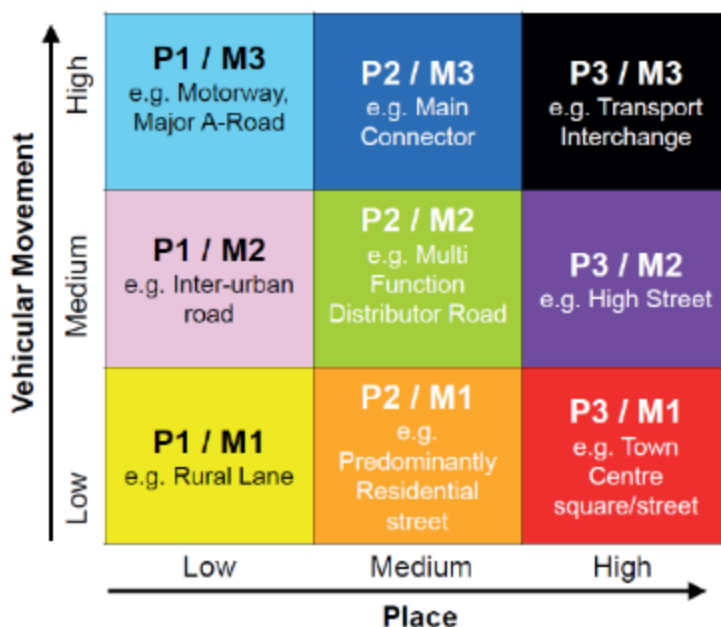 Vehicular Movement
High
P1 / M3
e.g. Motorway,
Major A-Road
P2 / M3
e.g. Main
Connector
P3 / M3
e.g. Transport
Interchange
Medium
P1 / M2
e.g. Inter-urban
road
P2 / M2
e.g. Multi
Function
Distributor Road
P3 / M2
e.g. High Street
Low
P1 / M1
e.g. Rural Lane
P2 / M1
e.g.
Predominantly
Residential
street
P3 / M1
e.g. Town
Centre
square/street
Low
Medium
High
Place